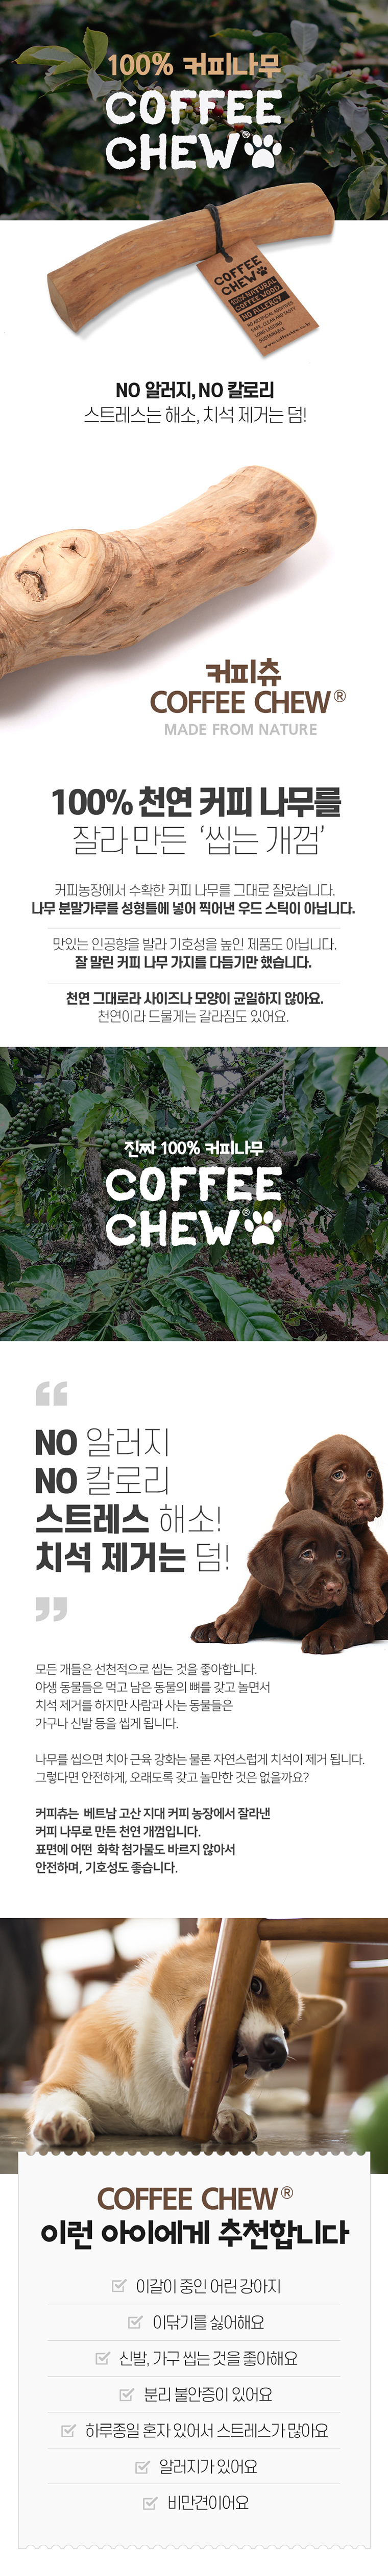 100% 커피나무
COFFEE
CHEW®
COFFEE
CHEW
100% NATURAL
COFFEE WOOD
NO ALLERGY
NO ARTIFICIAL ADDITIVES
SAFE, CLEAN AND TASTY
LONG LASTING
SUSTAINABLE
www.coffeechew.co.kr
NO 알러지, NO 칼로리
스트레스는 해소, 치석 제거는 덤!
커피츄
COFFEE CHEW®
MADE FROM NATURE
100% 천연 커피 나무를
잘라 만든 ‘씹는 개껌’
커피농장에서 수확한 커피 나무를 그대로 잘랐습니다.
나무 분말가루를 성형틀에 넣어 찍어낸 우드 스틱이 아닙니다.
맛있는 인공향을 발라 기호성을 높인 제품도 아닙니다.
잘 말린 커피 나무 가지를 다듬기만 했습니다.
천연 그대로라 사이즈나 모양이 균일하지 않아요.
천연이라 드물게는 갈라짐도 있어요.
진짜 100% 커피나무
COFFEE
CHEW®
“
NO 알러지
NO 칼로리
스트레스 해소!
치석 제거는 덤!
”
모든 개들은 선천적으로 씹는 것을 좋아합니다.
야생 동물들은 먹고 남은 동물의 뼈를 갖고 놀면서
치석 제거를 하지만 사람과 사는 동물들은
가구나 신발 등을 씹게 됩니다.
나무를 씹으면 치아 근육 강화는 물론 자연스럽게 치석이 제거 됩니다.
그렇다면 안전하게, 오래도록 갖고 놀만한 것은 없을까요?
커피츄는 베트남 고산 지대 커피 농장에서 잘라낸
커피 나무로 만든 천연 개껌입니다.
표면에 어떤 화학 첨가물도 바르지 않아서
안전하며, 기호성도 좋습니다.
COFFEE CHEW®
이런 아이에게 추천합니다
이갈이 중인 어린 강아지
이닦기를 싫어해요
신발, 가구 씹는 것을 좋아해요
분리 불안증이 있어요
하루종일 혼자 있어서 스트레스가 많아요
알러지가 있어요
비만견이어요